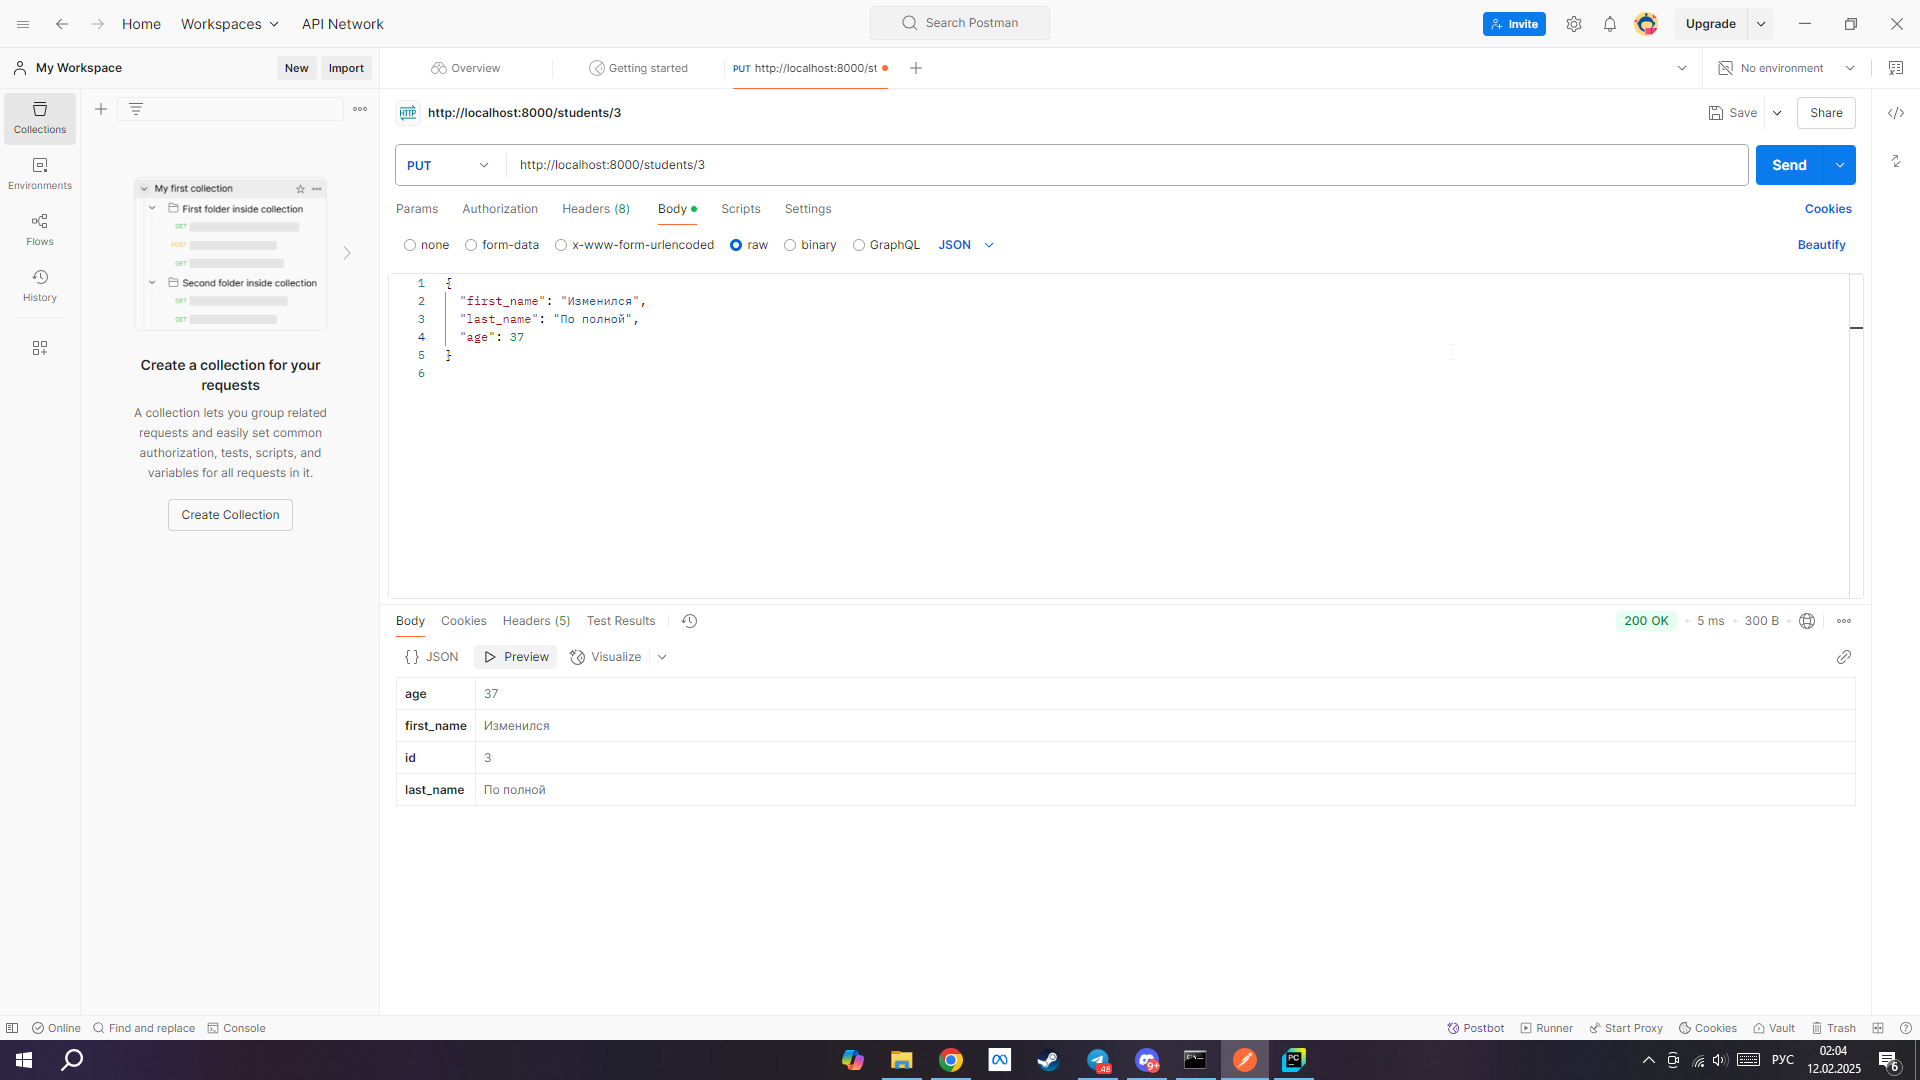 Home Workspaces API Network Search Postman Invite Upgrade
My Workspace New Import Overview Getting started PUT http://localhost:8000/st No environment
Collections
Environments
Flows
History
My first collection
First folder inside collection
GET
POST
GET
Second folder inside collection
GET
GET
Create a collection for your
requests
A collection lets you group related
requests and easily set common
authorization, tests, scripts, and
variables for all requests in it.
Create Collection
HTTP http://localhost:8000/students/3 Save Share
PUT http://localhost:8000/students/3 Send
Params Authorization Headers (8) Body Scripts Settings Cookies
none form-data x-www-form-urlencoded raw binary GraphQL JSON Beautify
1 {
2 "first_name": "Изменился",
3 "last_name": "По полной",
4 "age": 37
5 }
6
Body Cookies Headers (5) Test Results 200 OK 5 ms 300 B
{} JSON Preview Visualize
age 37
first_name Изменился
id 3
last_name По полной
Online Find and replace Console Postbot Runner Start Proxy Cookies Vault Trash
48 9+ C:\ PC РУС 02:04
12.02.2025 6